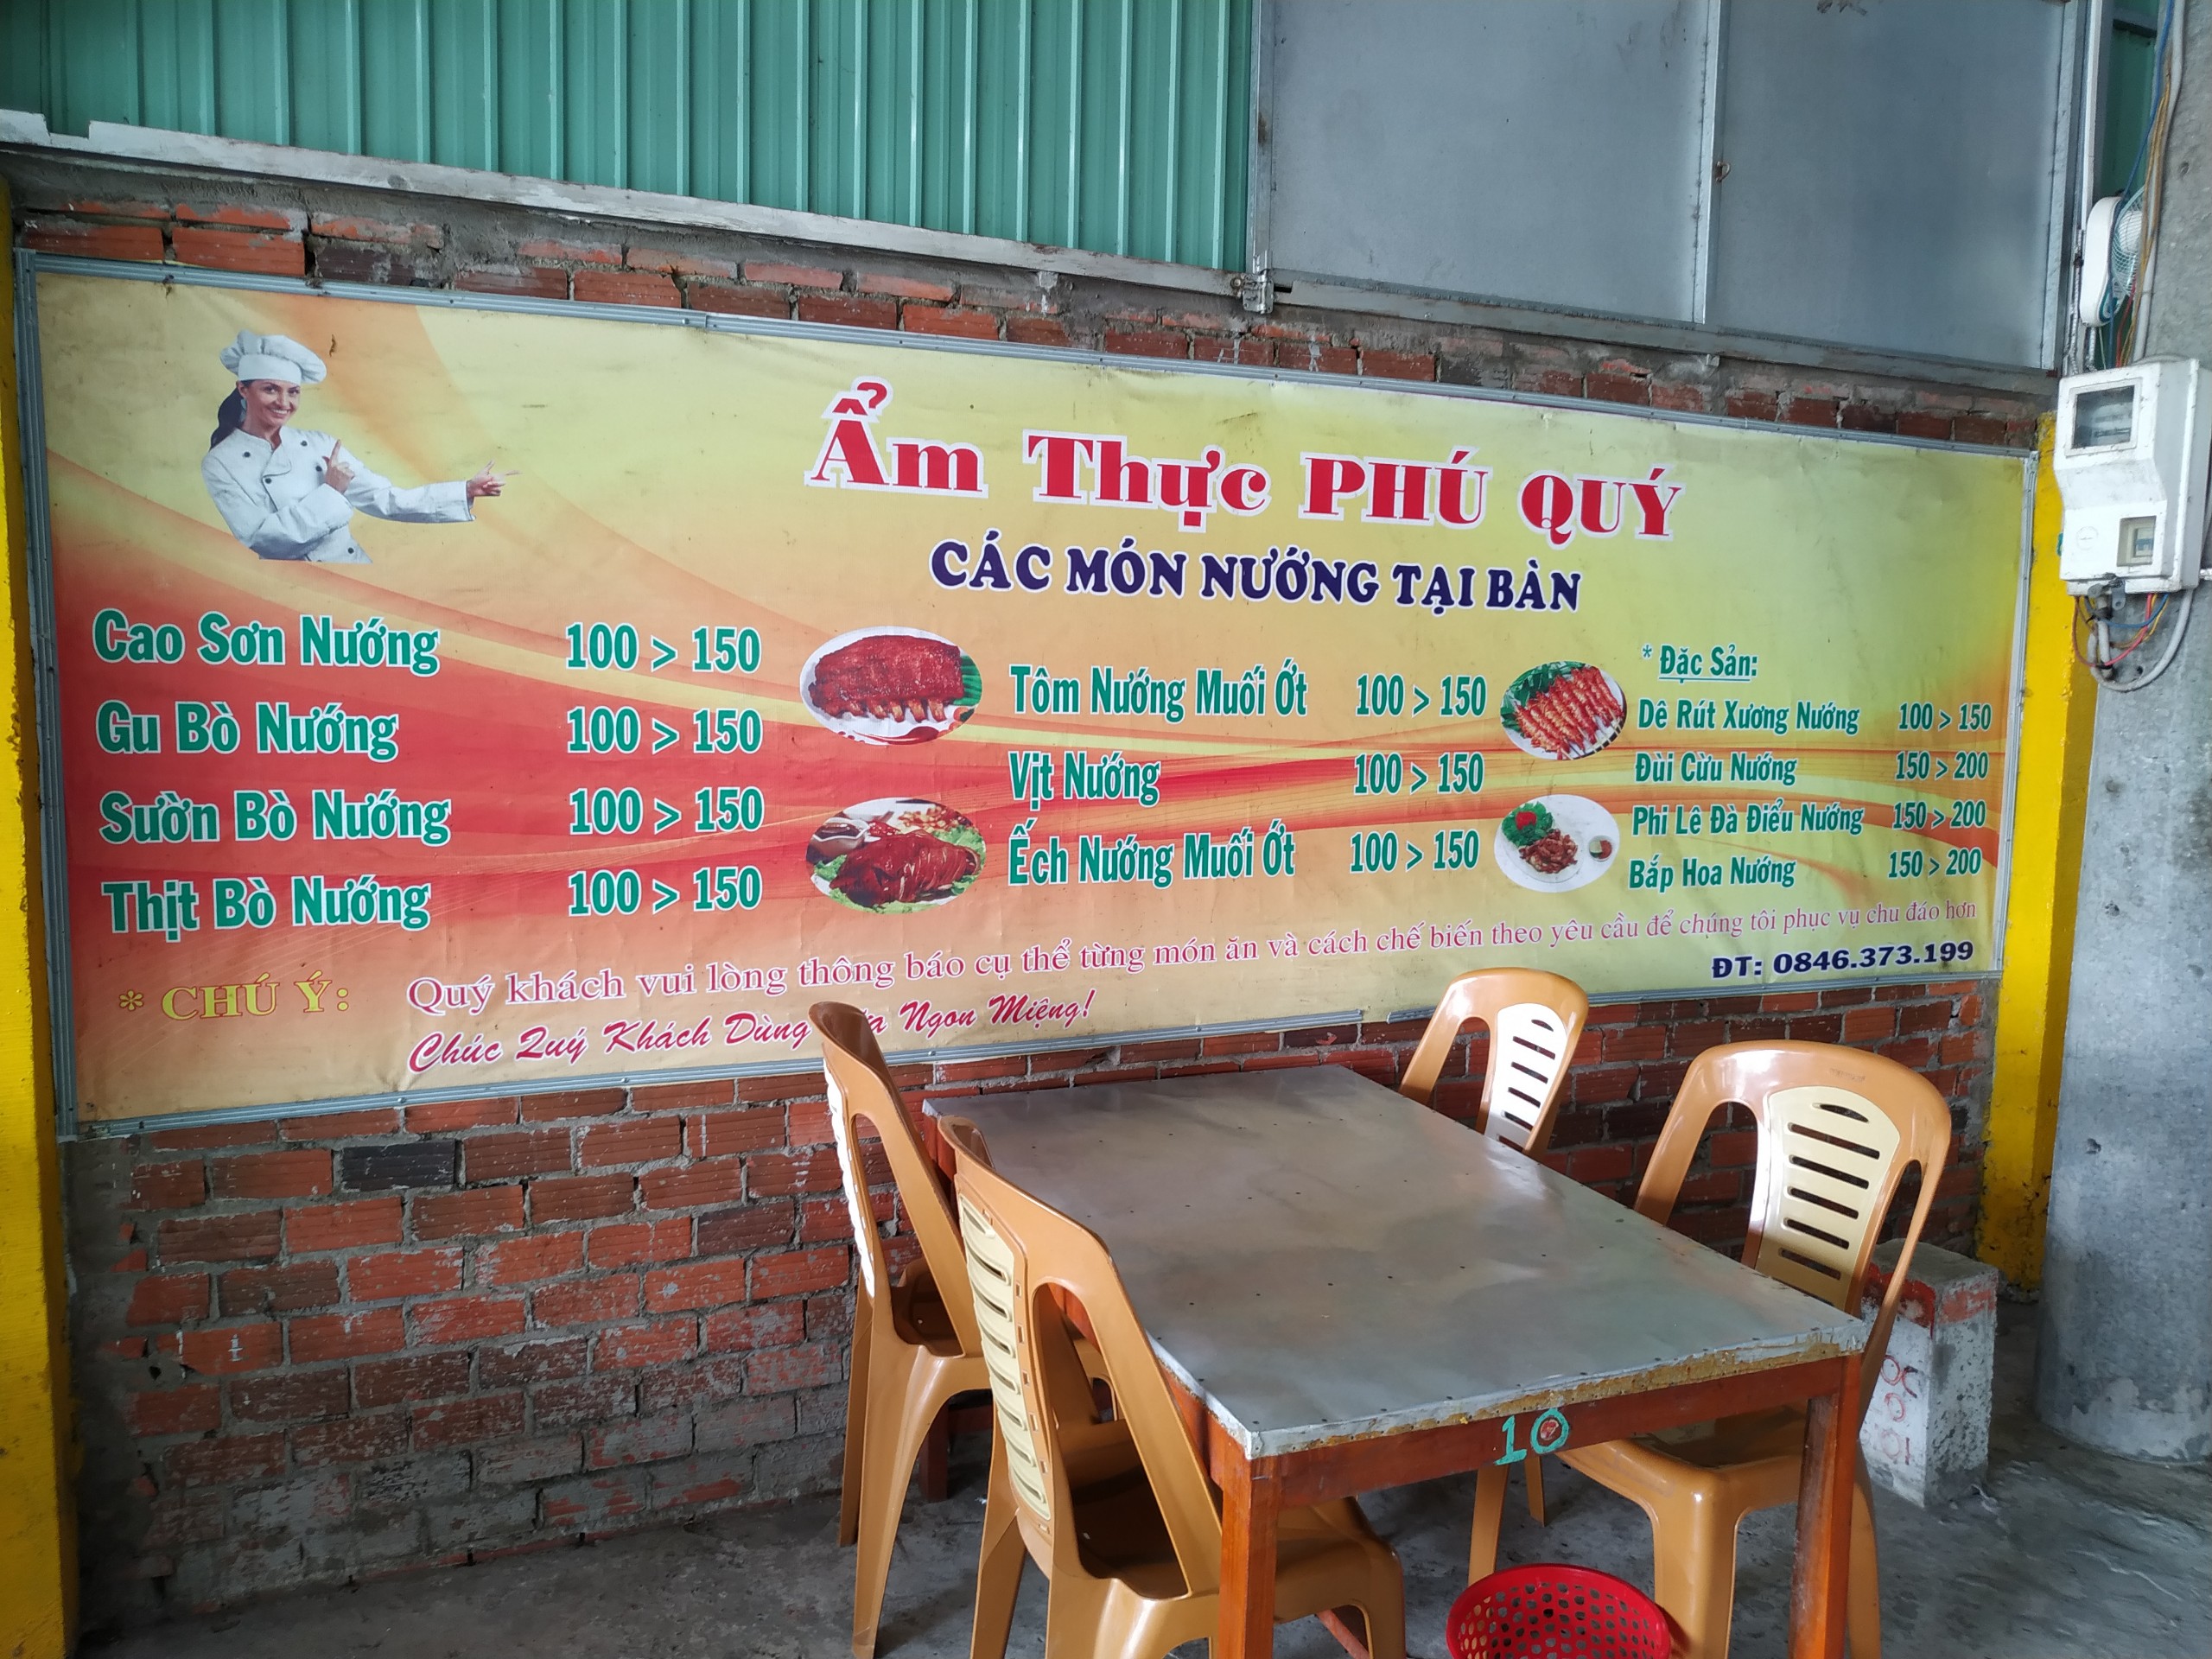 Ẩm Thực PHÚ QUÝ
CÁC MÓN NƯỚNG TẠI BÀN
Cao Sơn Nướng 100 > 150
Gu Bò Nướng 100 > 150
Sườn Bò Nướng 100 > 150
Thịt Bò Nướng 100 > 150
Tôm Nướng Muối Ớt 100 > 150
Vịt Nướng 100 > 150
Ếch Nướng Muối Ớt 100 > 150
* Đặc Sản:
Dê Rút Xương Nướng 100 > 150
Đùi Cừu Nướng 150 > 200
Phi Lê Đà Điểu Nướng 150 > 200
Bắp Hoa Nướng 150 > 200
* CHÚ Ý: Quý khách vui lòng thông báo cụ thể từng món ăn và cách chế biến theo yêu cầu để chúng tôi phục vụ chu đáo hơn
Chúc Quý Khách Dùng Ngon Miệng!
ĐT: 0846.373.199
10